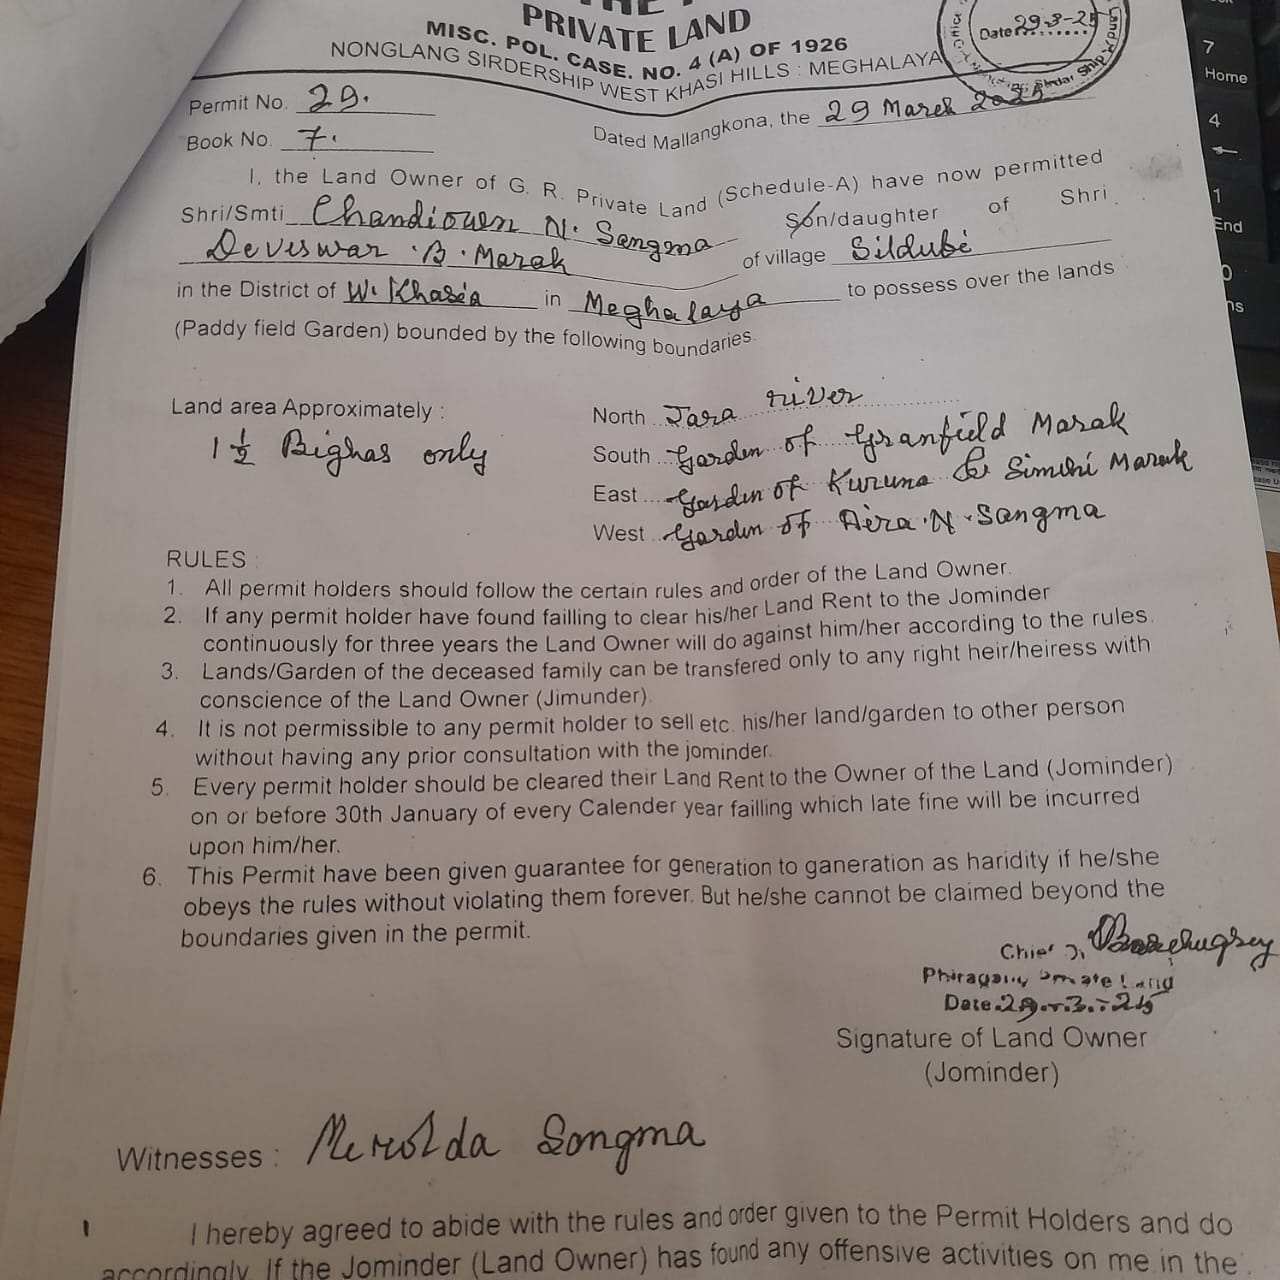 PRIVATE LAND
MISC. POL. CASE. NO. 4 (A) OF 1926
NONGLANG SIRDERSHIP WEST KHASI HILLS : MEGHALAYA
Date 29-3-25
Permit No. 29.
Book No. 7.
Dated Mallangkona, the 29 March 2025
I, the Land Owner of G. R. Private Land (Schedule-A) have now permitted
Shri/Smti Chandiowen N. Sangma Son/daughter of Shri
Deveswar B. Marak of village Sildubi
in the District of W. Khasia in Meghalaya to possess over the lands
(Paddy field Garden) bounded by the following boundaries.
Land area Approximately :
1 ½ Bighas only
North Jara river
South Garden of Granfield Marak
East Garden of Kuruna & Simchi Marak
West Garden of Aira N. Sangma
RULES :
1. All permit holders should follow the certain rules and order of the Land Owner.
2. If any permit holder have found failling to clear his/her Land Rent to the Jominder
continuously for three years the Land Owner will do against him/her according to the rules.
3. Lands/Garden of the deceased family can be transfered only to any right heir/heiress with
conscience of the Land Owner (Jimunder).
4. It is not permissible to any permit holder to sell etc. his/her land/garden to other person
without having any prior consultation with the jominder.
5. Every permit holder should be cleared their Land Rent to the Owner of the Land (Jominder)
on or before 30th January of every Calender year failling which late fine will be incurred
upon him/her.
6. This Permit have been given guarantee for generation to ganeration as haridity if he/she
obeys the rules without violating them forever. But he/she cannot be claimed beyond the
boundaries given in the permit.
Chief
Land
Date 29-3-25
Signature of Land Owner
(Jominder)
Witnesses : Merolda Sangma
I hereby agreed to abide with the rules and order given to the Permit Holders and do
accordingly. If the Jominder (Land Owner) has found any offensive activities on me in the
7
Home
4
1
End
0